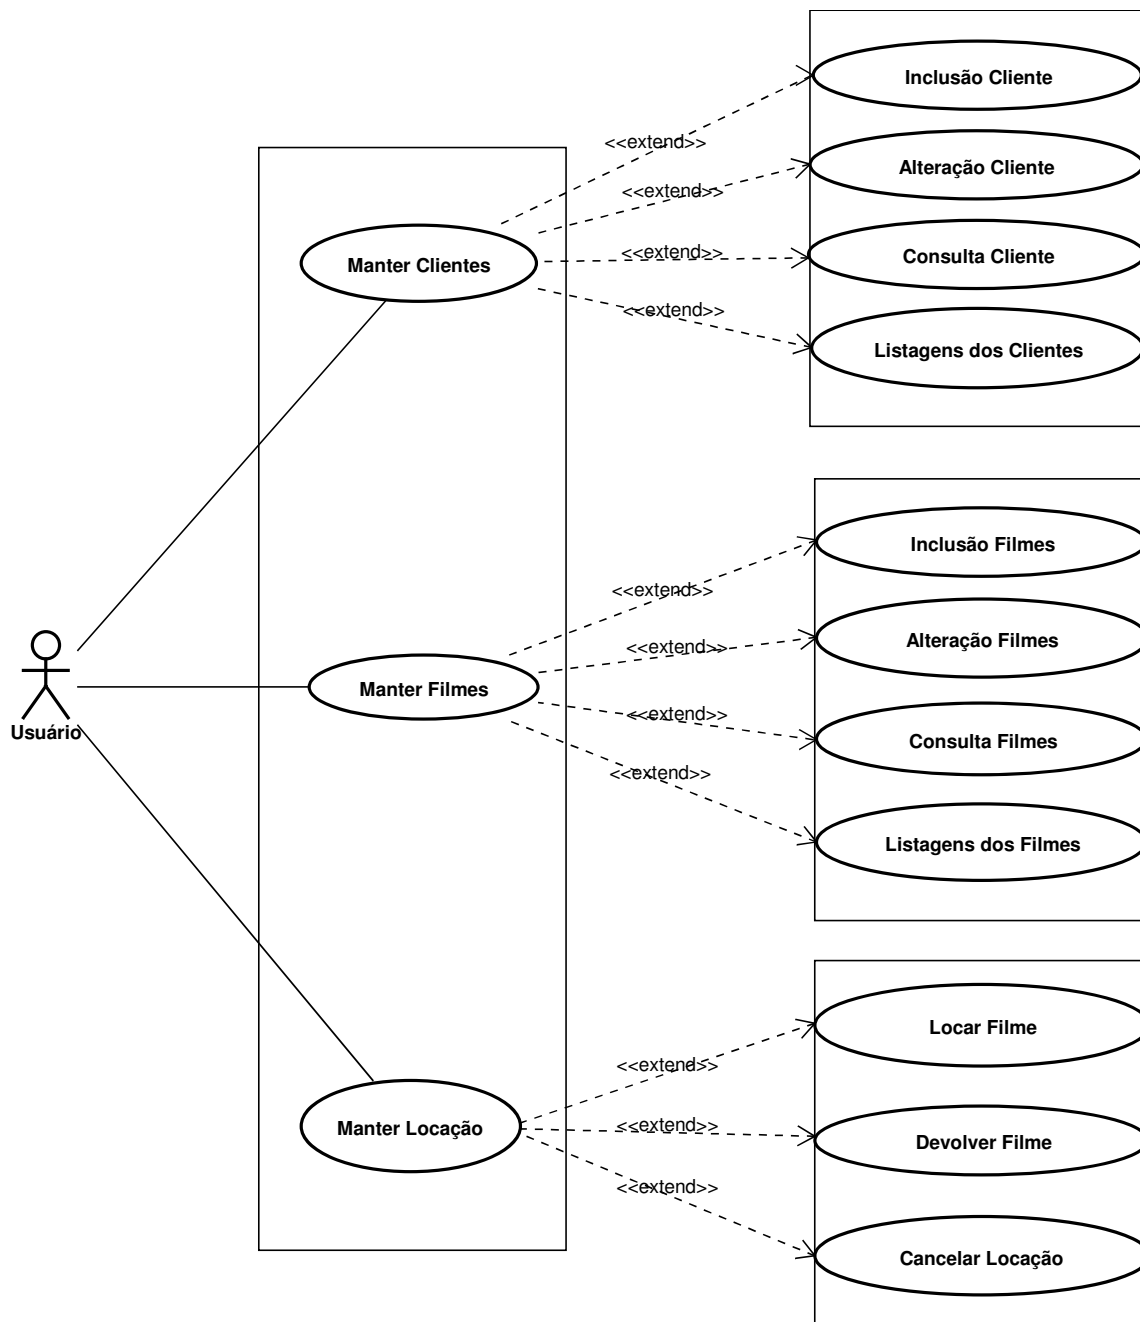 Inclusão Cliente
<<extend>>
Alteração Cliente
<<extend>>
Manter Clientes
<<extend>>
Consulta Cliente
<<extend>>
Listagens dos Clientes
Inclusão Filmes
<<extend>>
Alteração Filmes
<<extend>>
Usuário
Manter Filmes
<<extend>>
Consulta Filmes
<<extend>>
Listagens dos Filmes
Locar Filme
<<extend>>
Manter Locação
<<extend>>
Devolver Filme
<<extend>>
Cancelar Locação